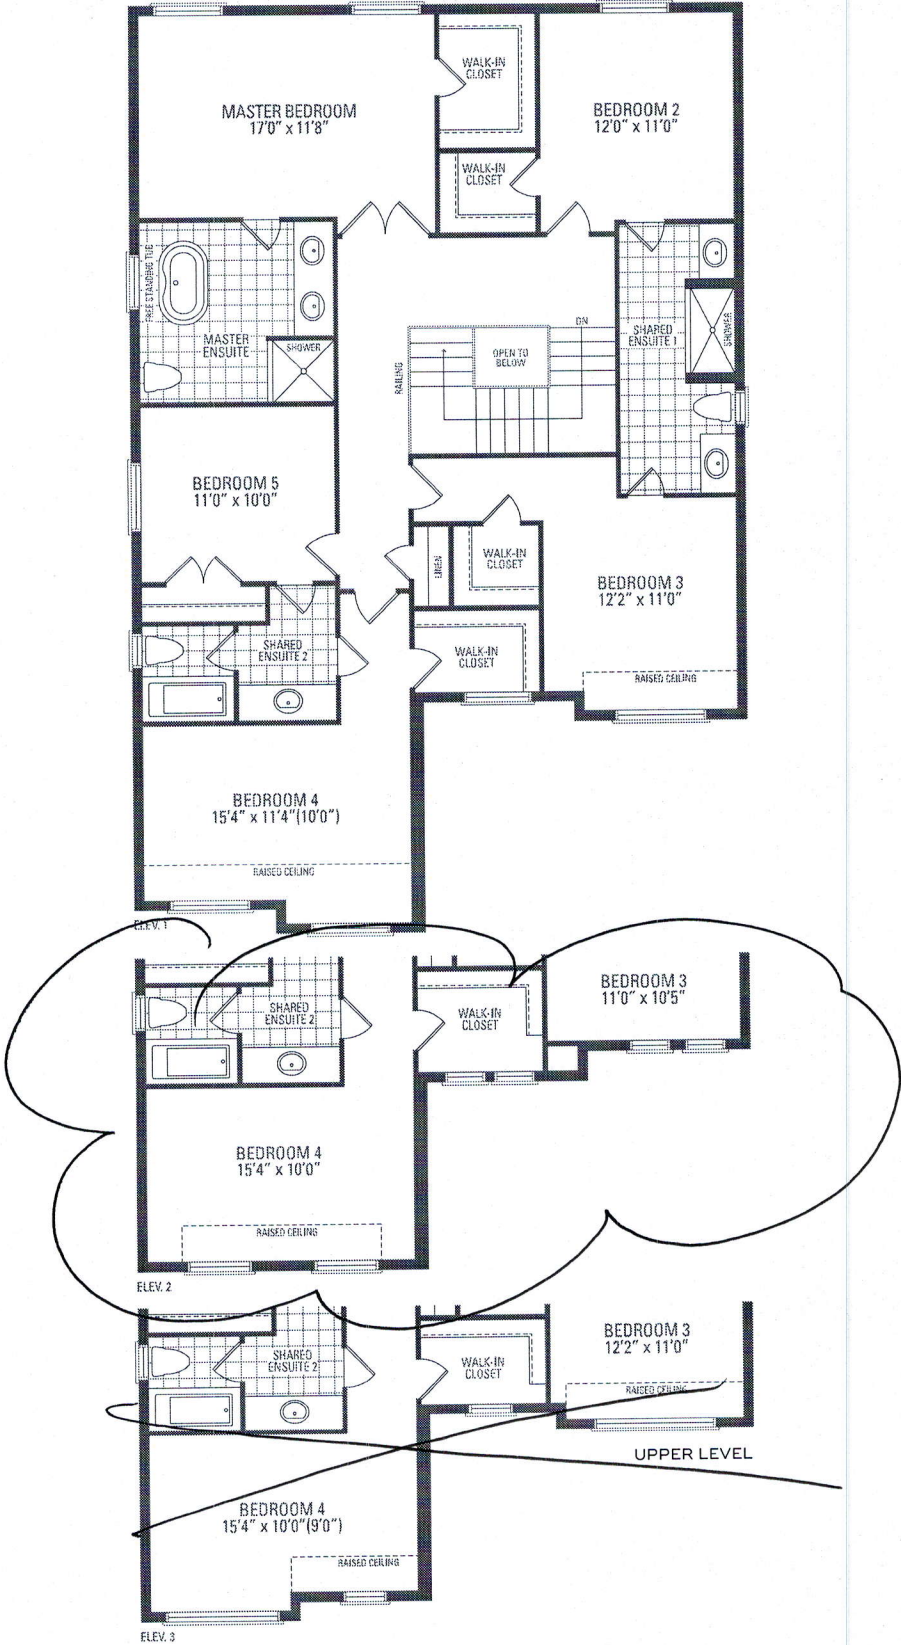 WALK-IN
CLOSET
MASTER BEDROOM
17'0" x 11'8"
BEDROOM 2
12'0" x 11'0"
WALK-IN
CLOSET
FREE STANDING TUB
MASTER
ENSUITE
SHOWER
RAILING
OPEN TO
BELOW
DN
SHARED
ENSUITE 1
SHOWER
BEDROOM 5
11'0" x 10'0"
LINEN
WALK-IN
CLOSET
BEDROOM 3
12'2" x 11'0"
SHARED
ENSUITE 2
WALK-IN
CLOSET
RAISED CEILING
BEDROOM 4
15'4" x 11'4"(10'0")
RAISED CEILING
ELEV. 1
BEDROOM 3
11'0" x 10'5"
SHARED
ENSUITE 2
WALK-IN
CLOSET
BEDROOM 4
15'4" x 10'0"
RAISED CEILING
ELEV. 2
BEDROOM 3
12'2" x 11'0"
SHARED
ENSUITE 2
WALK-IN
CLOSET
RAISED CEILING
UPPER LEVEL
BEDROOM 4
15'4" x 10'0"(9'0")
RAISED CEILING
ELEV. 3